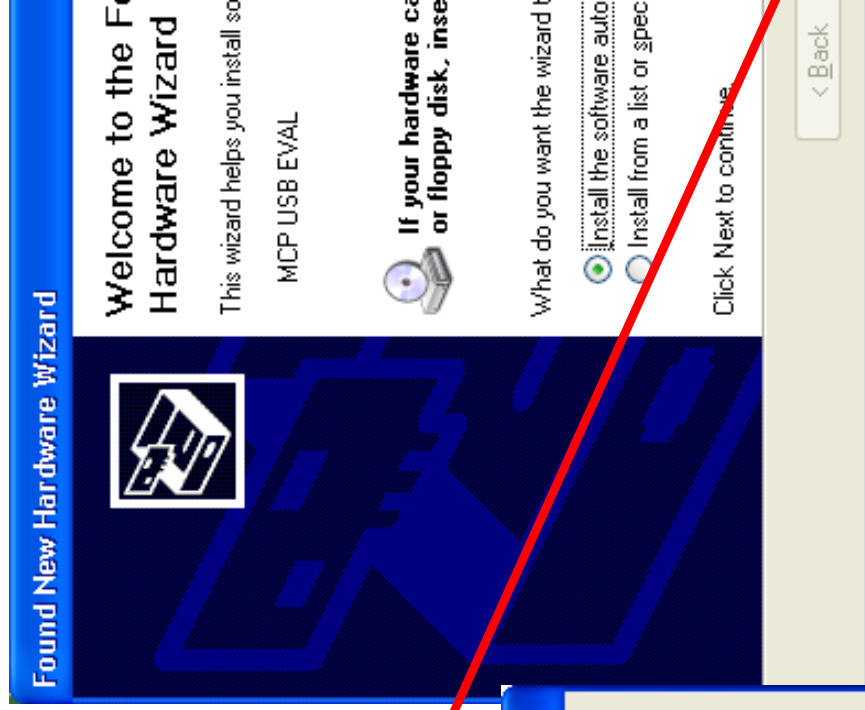 Found New Hardware Wizard
Welcome to the Fo
Hardware Wizard
This wizard helps you install so
MCP USB EVAL
If your hardware ca
or floppy disk, inse
What do you want the wizard t
Install the software auto
Install from a list or spec
Click Next to continue.
< Back